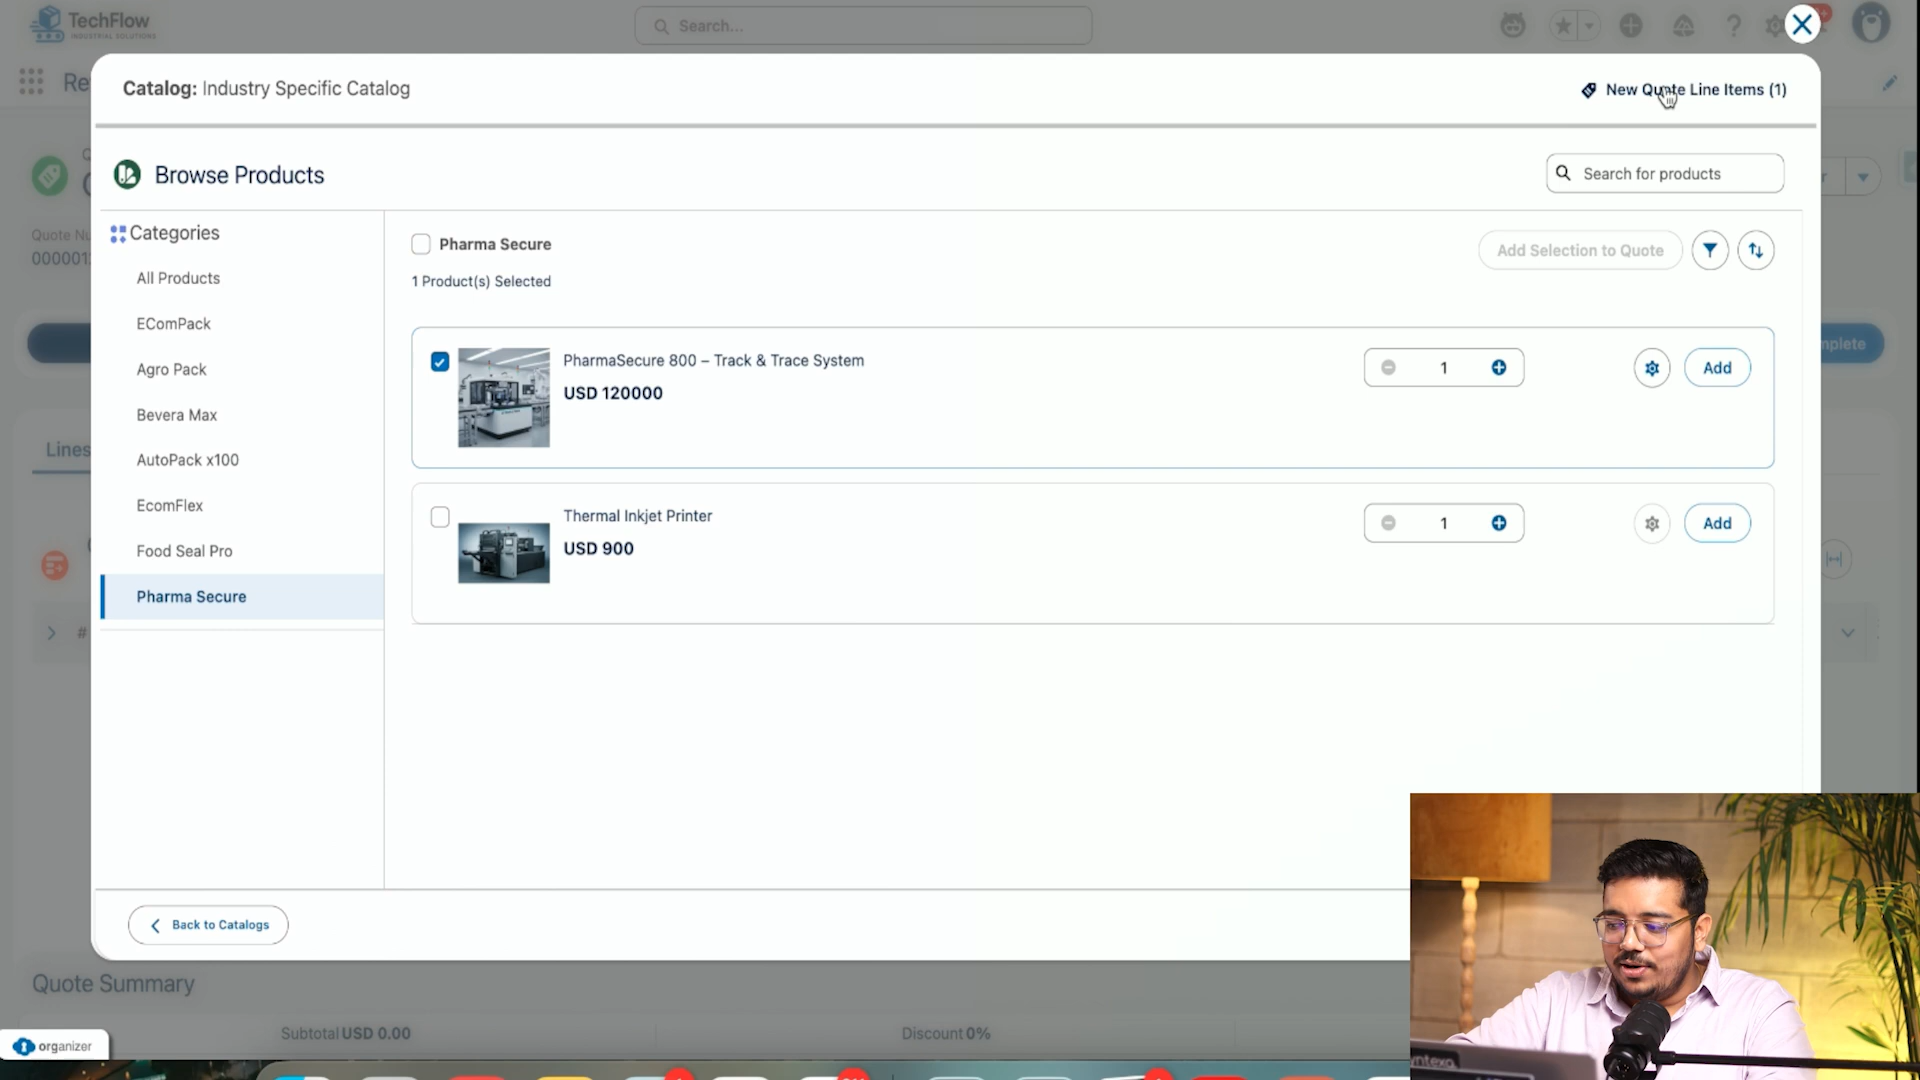 TechFlow
INDUSTRIAL SOLUTIONS
Search...
Catalog: Industry Specific Catalog
New Quote Line Items (1)
Browse Products
Search for products
Categories
All Products
EComPack
Agro Pack
Bevera Max
AutoPack x100
EcomFlex
Food Seal Pro
Pharma Secure
Pharma Secure
1 Product(s) Selected
Add Selection to Quote
PharmaSecure 800 – Track & Trace System
USD 120000
1
Add
Thermal Inkjet Printer
USD 900
1
Add
Lines
#
Back to Catalogs
Quote Summary
Subtotal USD 0.00
Discount 0%
organizer